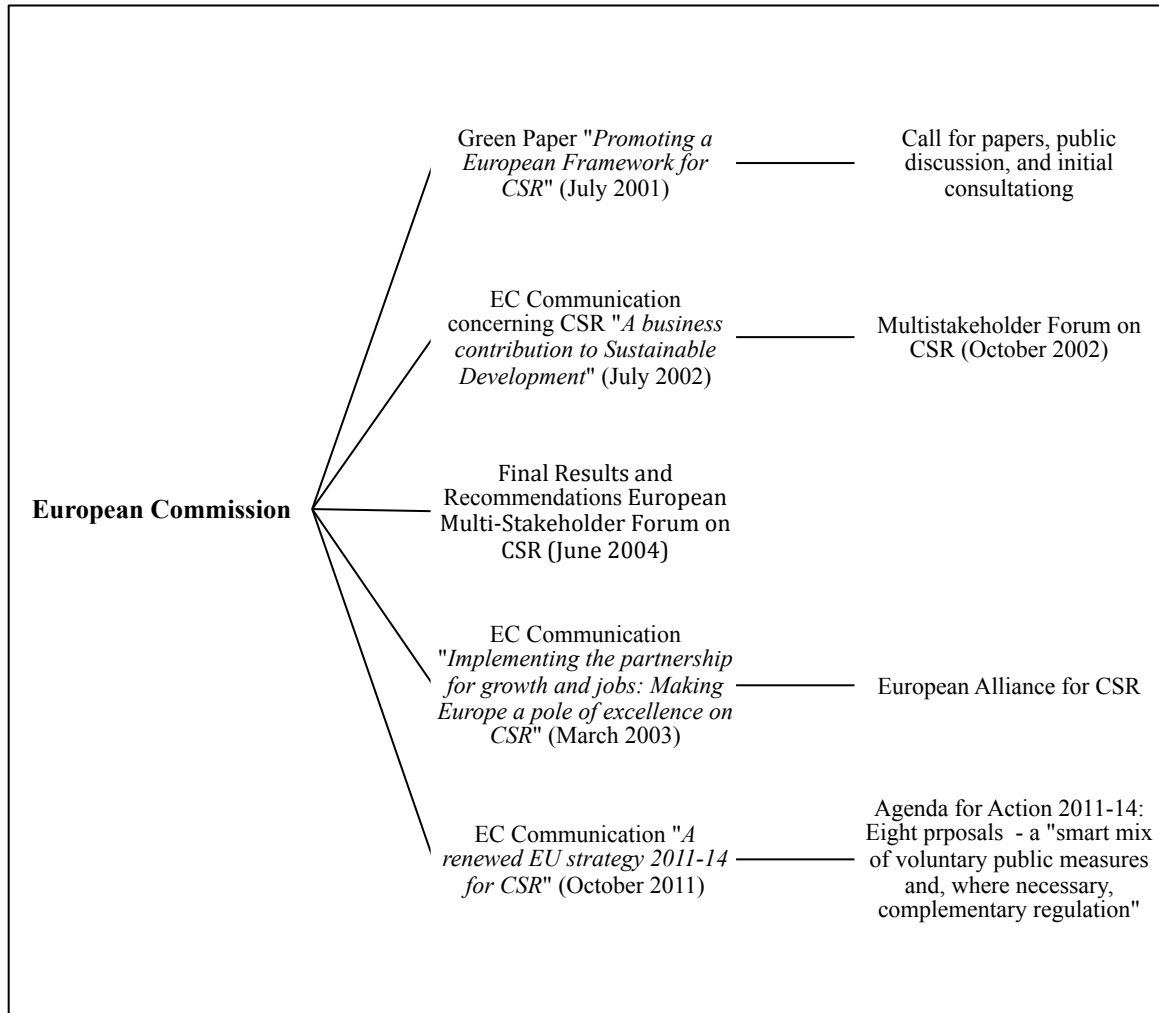 Green Paper "Promoting a
European Framework for
CSR" (July 2001)
Call for papers, public
discussion, and initial
consultationg
EC Communication
concerning CSR "A business
contribution to Sustainable
Development" (July 2002)
Multistakeholder Forum on
CSR (October 2002)
European Commission
Final Results and
Recommendations European
Multi-Stakeholder Forum on
CSR (June 2004)
EC Communication
"Implementing the partnership
for growth and jobs: Making
Europe a pole of excellence on
CSR" (March 2003)
European Alliance for CSR
EC Communication "A
renewed EU strategy 2011-14
for CSR" (October 2011)
Agenda for Action 2011-14:
Eight prposals - a "smart mix
of voluntary public measures
and, where necessary,
complementary regulation"